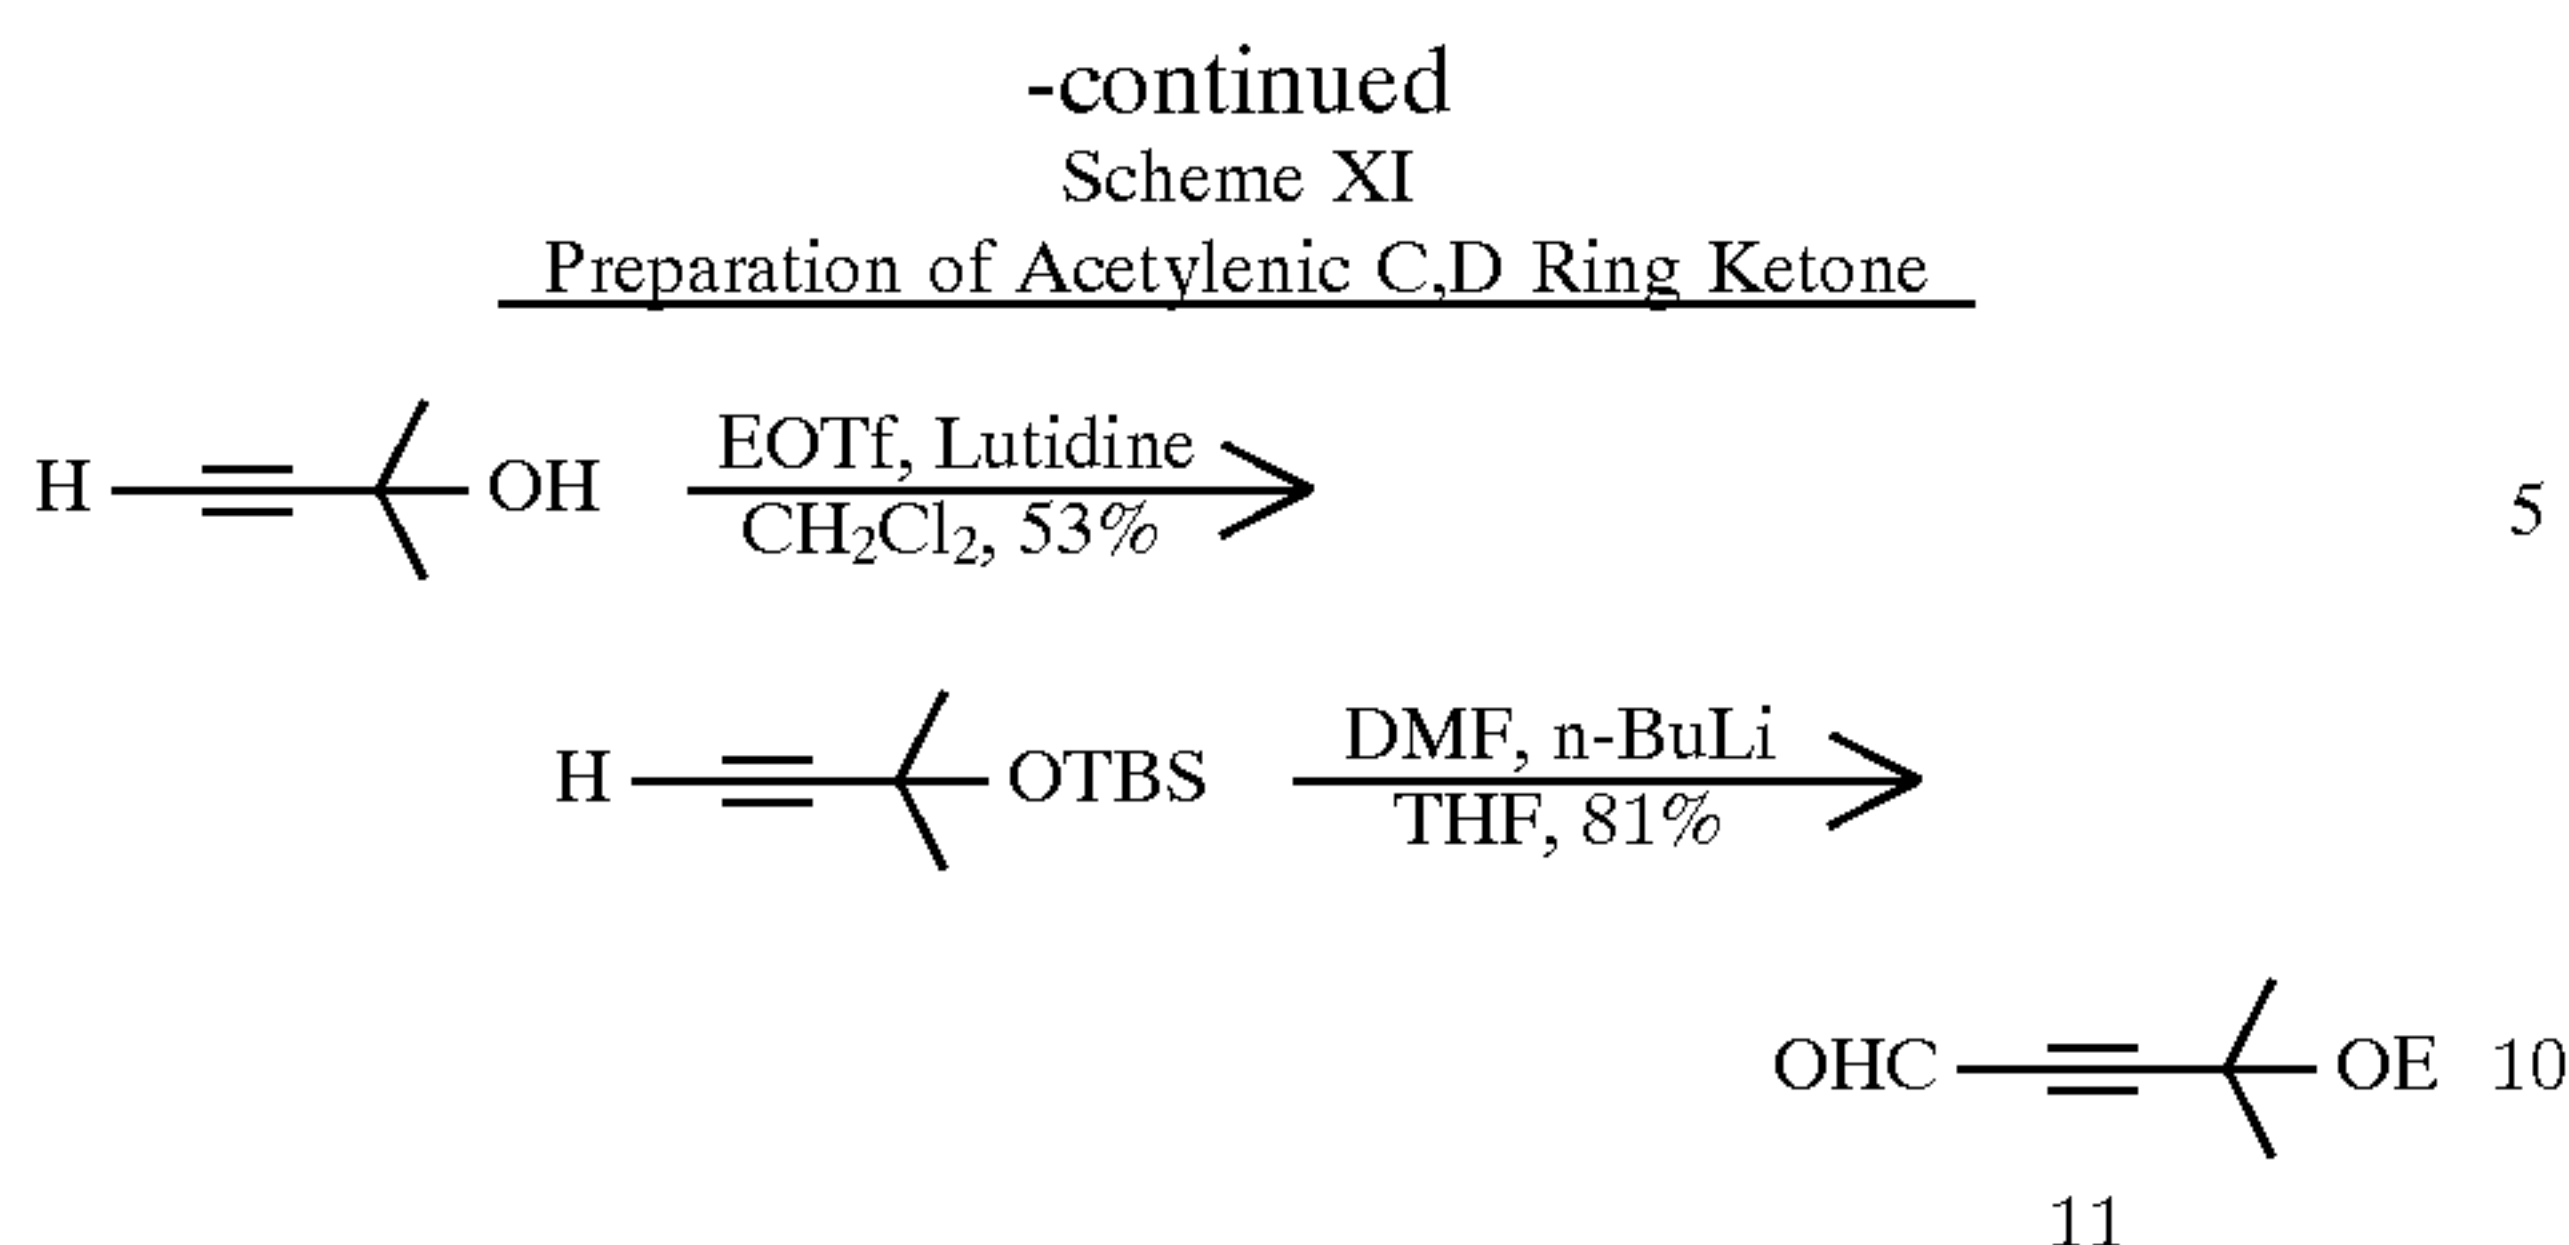 -continued
Scheme XI
Preparation of Acetylenic C,D Ring Ketone
EOTf, Lutidine
H OH 5
CH₂Cl₂, 53%
DMF, n-BuLi
H OTBS
THF, 81%
OHC OE 10
11